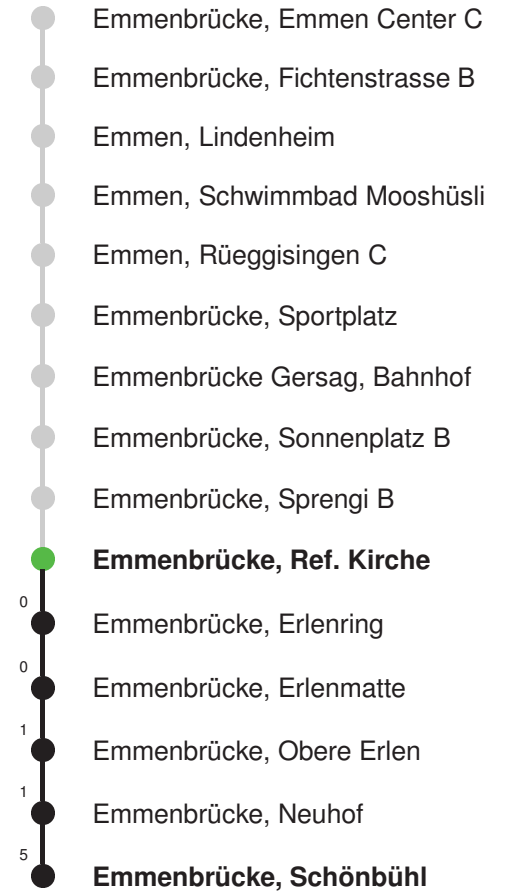 Emmenbrücke, Emmen Center C
Emmenbrücke, Fichtenstrasse B
Emmen, Lindenheim
Emmen, Schwimmbad Mooshüsli
Emmen, Rüeggisingen C
Emmenbrücke, Sportplatz
Emmenbrücke Gersag, Bahnhof
Emmenbrücke, Sonnenplatz B
Emmenbrücke, Sprengi B
Emmenbrücke, Ref. Kirche
0
Emmenbrücke, Erlenring
0
Emmenbrücke, Erlenmatte
1
Emmenbrücke, Obere Erlen
1
Emmenbrücke, Neuhof
5
Emmenbrücke, Schönbühl